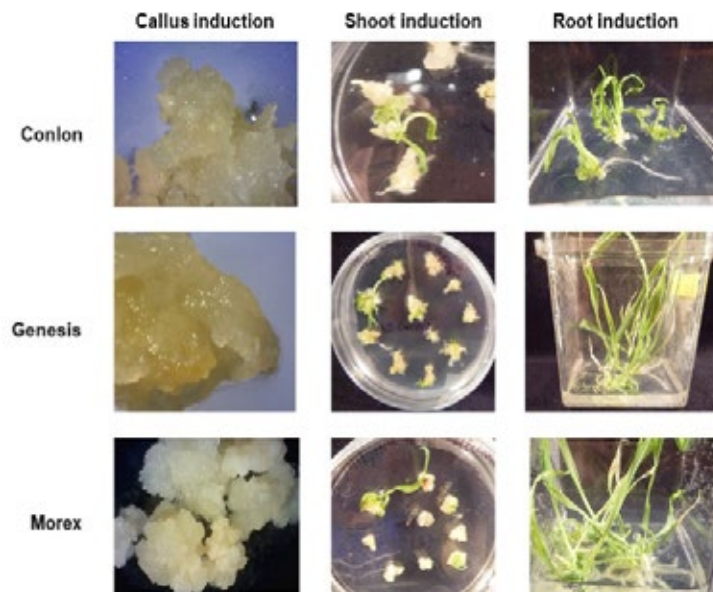 Callus induction Shoot induction Root induction
Conlon
Genesis
Morex